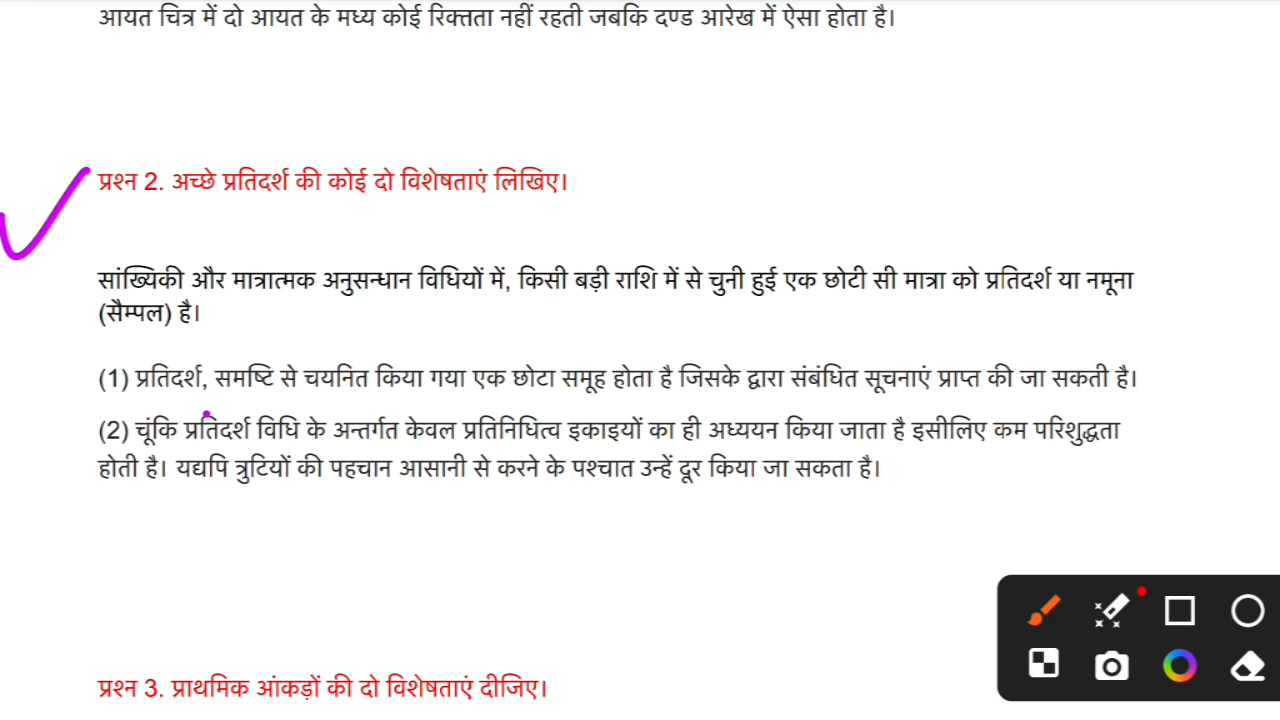 आयत चित्र में दो आयत के मध्य कोई रिक्तता नहीं रहती जबकि दण्ड आरेख में ऐसा होता है।
प्रश्न 2. अच्छे प्रतिदर्श की कोई दो विशेषताएं लिखिए।
सांख्यिकी और मात्रात्मक अनुसन्धान विधियों में, किसी बड़ी राशि में से चुनी हुई एक छोटी सी मात्रा को प्रतिदर्श या नमूना
(सैम्पल) है।
(1) प्रतिदर्श, समष्टि से चयनित किया गया एक छोटा समूह होता है जिसके द्वारा संबंधित सूचनाएं प्राप्त की जा सकती है।
(2) चूंकि प्रतिदर्श विधि के अन्तर्गत केवल प्रतिनिधित्व इकाइयों का ही अध्ययन किया जाता है इसीलिए कम परिशुद्धता
होती है। यद्यपि त्रुटियों की पहचान आसानी से करने के पश्चात उन्हें दूर किया जा सकता है।
प्रश्न 3. प्राथमिक आंकड़ों की दो विशेषताएं दीजिए।